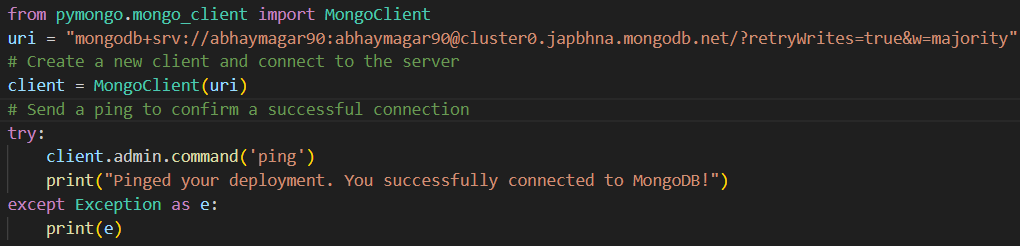 from pymongo.mongo_client import MongoClient
uri = "mongodb+srv://abhaymagar90:abhaymagar90@cluster0.japbhna.mongodb.net/?retryWrites=true&w=majority"
# Create a new client and connect to the server
client = MongoClient(uri)
# Send a ping to confirm a successful connection
try:
    client.admin.command('ping')
    print("Pinged your deployment. You successfully connected to MongoDB!")
except Exception as e:
    print(e)